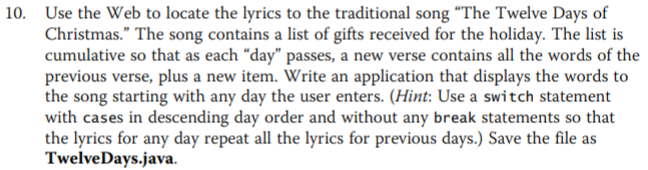 10. Use the Web to locate the lyrics to the traditional song “The Twelve Days of
Christmas.” The song contains a list of gifts received for the holiday. The list is
cumulative so that as each “day” passes, a new verse contains all the words of the
previous verse, plus a new item. Write an application that displays the words to
the song starting with any day the user enters. (Hint: Use a switch statement
with cases in descending day order and without any break statements so that
the lyrics for any day repeat all the lyrics for previous days.) Save the file as
TwelveDays.java.